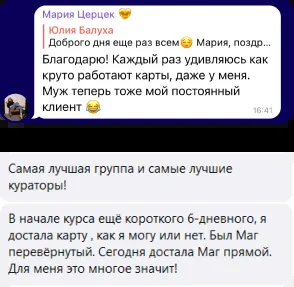 Мария Церцек
Юлия Балуха
Доброго дня еще раз всем😌 Мария, поздр...
Благодарю! Каждый раз удивляюсь как
круто работают карты, даже у меня.
Муж теперь тоже мой постоянный
клиент 😂
16:41
Самая лучшая группа и самые лучшие
кураторы!
В начале курса ещё короткого 6-дневного, я
достала карту , как я могу или нет. Был Маг
перевёрнутый. Сегодня достала Маг прямой.
Для меня это многое значит!